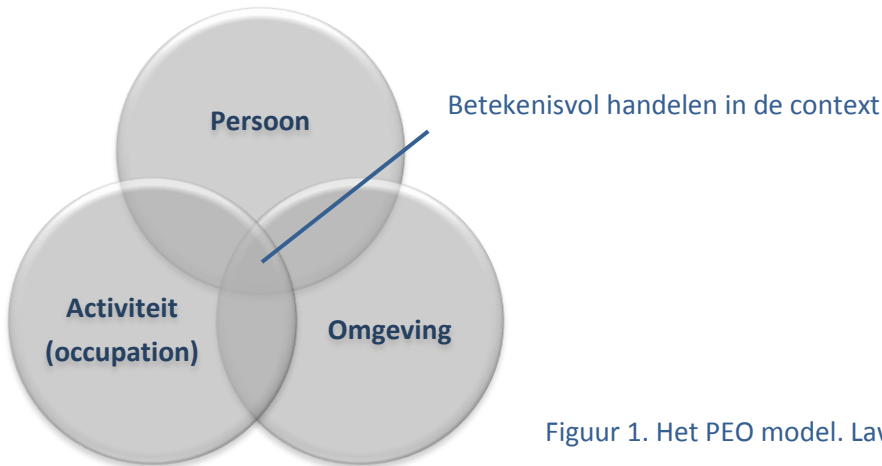 Persoon
Betekenisvol handelen in de context
Activiteit
(occupation)
Omgeving
Figuur 1. Het PEO model.